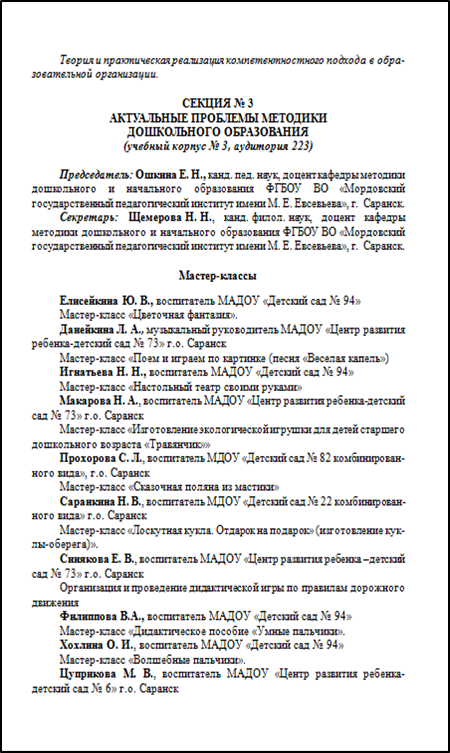 Теория и практическая реализация компетентностного подхода в обра-
зовательной организации.
СЕКЦИЯ № 3
АКТУАЛЬНЫЕ ПРОБЛЕМЫ МЕТОДИКИ
ДОШКОЛЬНОГО ОБРАЗОВАНИЯ
(учебный корпус № 3, аудитория 223)
Председатель: Ошкина Е. Н., канд. пед. наук, доцент кафедры методики
дошкольного и начального образования ФГБОУ ВО «Мордовский
государственный педагогический институт имени М. Е. Евсевьева», г. Саранск.
Секретарь: Щемерова Н. Н., канд. филол. наук, доцент кафедры
методики дошкольного и начального образования ФГБОУ ВО «Мордовский
государственный педагогический институт имени М. Е. Евсевьева», г. Саранск.
Мастер-классы
Елисейкина Ю. В., воспитатель МАДОУ «Детский сад № 94»
Мастер-класс «Цветочная фантазия».
Данейкина Л. А., музыкальный руководитель МАДОУ «Центр развития
ребенка-детский сад № 73» г.о. Саранск
Мастер-класс «Поем и играем по картинке (песня «Веселая капель»)
Игнатьева Н. Н., воспитатель МАДОУ «Детский сад № 94»
Мастер-класс «Настольный театр своими руками»
Макарова Н. А., воспитатель МАДОУ «Центр развития ребенка-детский
сад № 73» г.о. Саранск
Мастер-класс «Изготовление экологической игрушки для детей старшего
дошкольного возраста «Травянчик»»
Прохорова С. Л., воспитатель МДОУ «Детский сад № 82 комбинирован-
ного вида», г.о. Саранск
Мастер-класс «Сказочная поляна из мастики»
Саранкина Н. В., воспитатель МДОУ «Детский сад № 22 комбинирован-
ного вида» г.о. Саранск
Мастер-класс «Лоскутная кукла. Отдарок на подарок» (изготовление кук-
лы-оберега)».
Синякова Е. В., воспитатель МАДОУ «Центр развития ребенка – детский
сад № 73» г.о. Саранск
Организация и проведение дидактической игры по правилам дорожного
движения
Филиппова В.А., воспитатель МАДОУ «Детский сад № 94»
Мастер-класс «Дидактическое пособие «Умные пальчики».
Хохлина О. И., воспитатель МАДОУ «Детский сад № 94»
Мастер-класс «Волшебные пальчики».
Цуприкова М. В., воспитатель МАДОУ «Центр развития ребенка-
детский сад № 6» г.о. Саранск